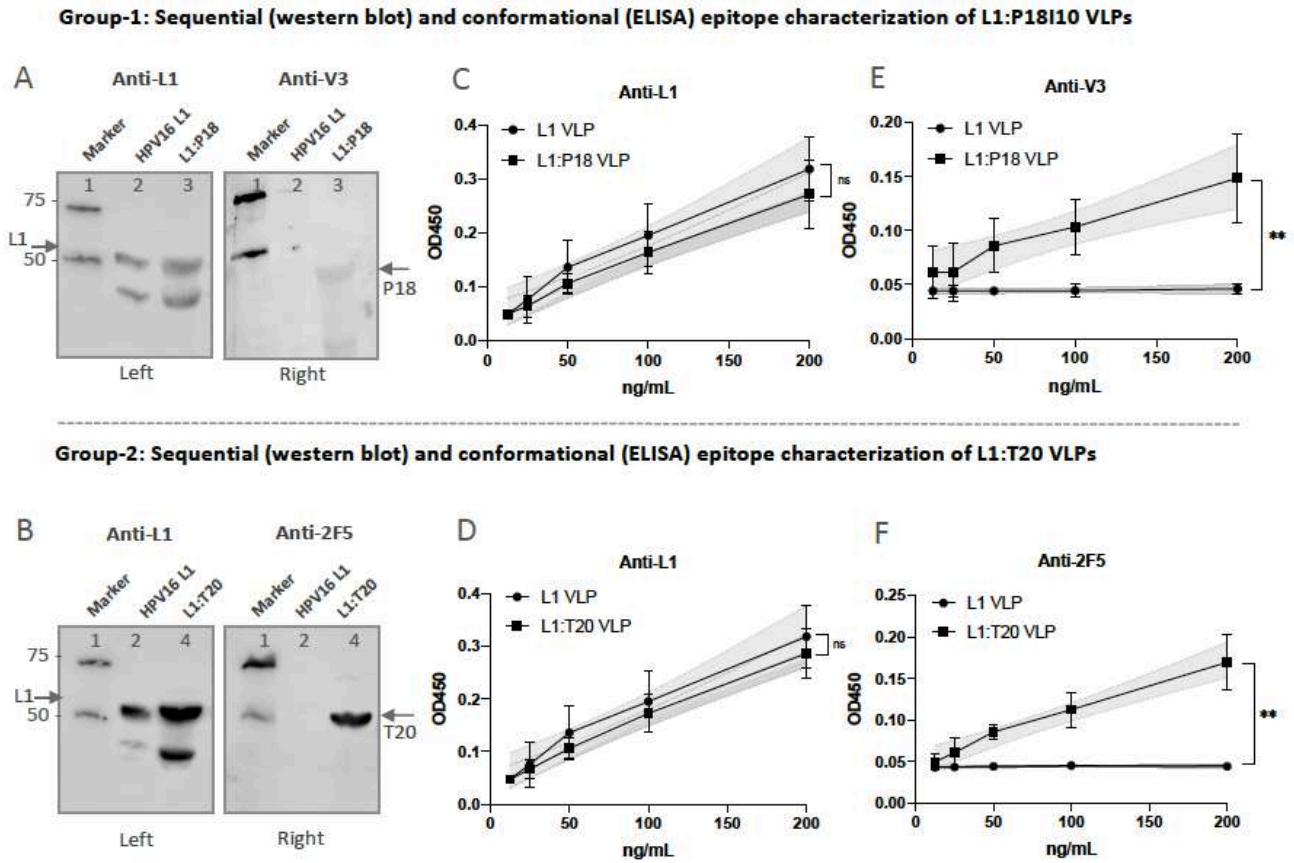 Group-1: Sequential (western blot) and conformational (ELISA) epitope characterization of L1:P18I10 VLPs
A
Anti-L1
Anti-V3
Marker
HPV16 L1
L1:P18
Marker
HPV16 L1
L1:P18
1
2
3
1
2
3
75
L1
50
P18
Left
Right
C
Anti-L1
L1 VLP
L1:P18 VLP
0.4
0.3
0.2
0.1
0.0
OD450
ns
0
50
100
150
200
ng/mL
E
Anti-V3
L1 VLP
L1:P18 VLP
0.20
0.15
0.10
0.05
0.00
OD450
**
0
50
100
150
200
ng/mL
Group-2: Sequential (western blot) and conformational (ELISA) epitope characterization of L1:T20 VLPs
B
Anti-L1
Anti-2F5
Marker
HPV16 L1
L1:T20
Marker
HPV16 L1
L1:T20
1
2
4
1
2
4
75
L1
50
T20
Left
Right
D
Anti-L1
L1 VLP
L1:T20 VLP
0.4
0.3
0.2
0.1
0.0
OD450
ns
0
50
100
150
200
ng/mL
F
Anti-2F5
L1 VLP
L1:T20 VLP
0.25
0.20
0.15
0.10
0.05
0.00
OD450
**
0
50
100
150
200
ng/mL